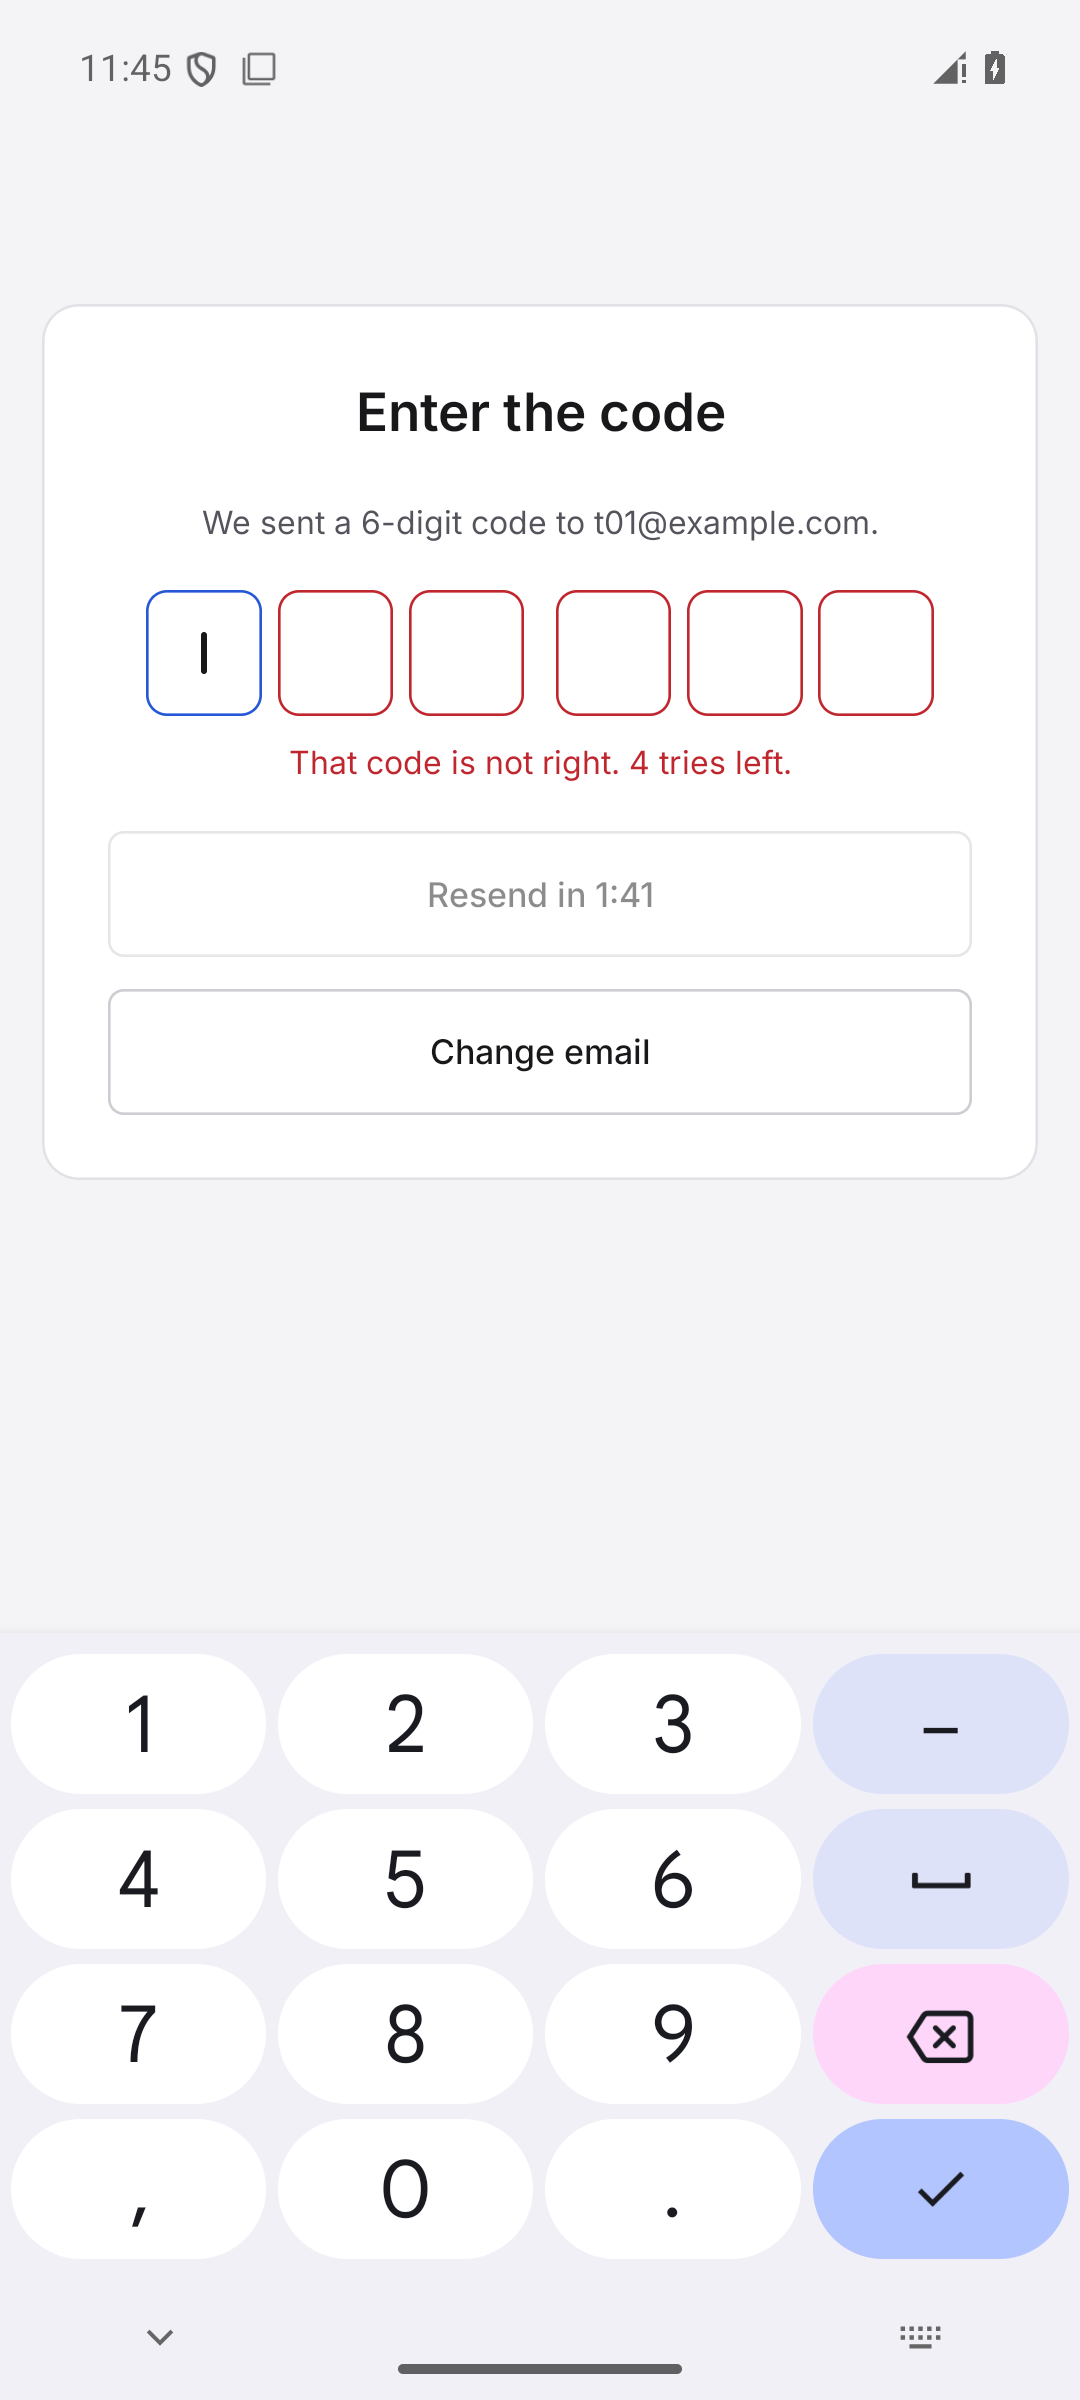 11:45
Enter the code
We sent a 6-digit code to t01@example.com.
That code is not right. 4 tries left.
Resend in 1:41
Change email
1 2 3 –
4 5 6
7 8 9
, 0 .